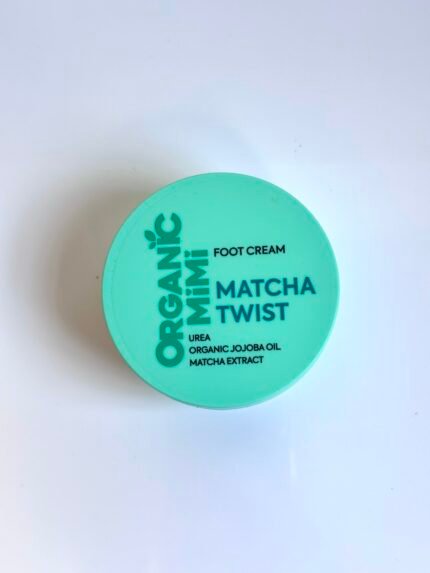 ORGANIC
MiMi
FOOT CREAM
MATCHA
TWIST
UREA
ORGANIC JOJOBA OIL
MATCHA EXTRACT